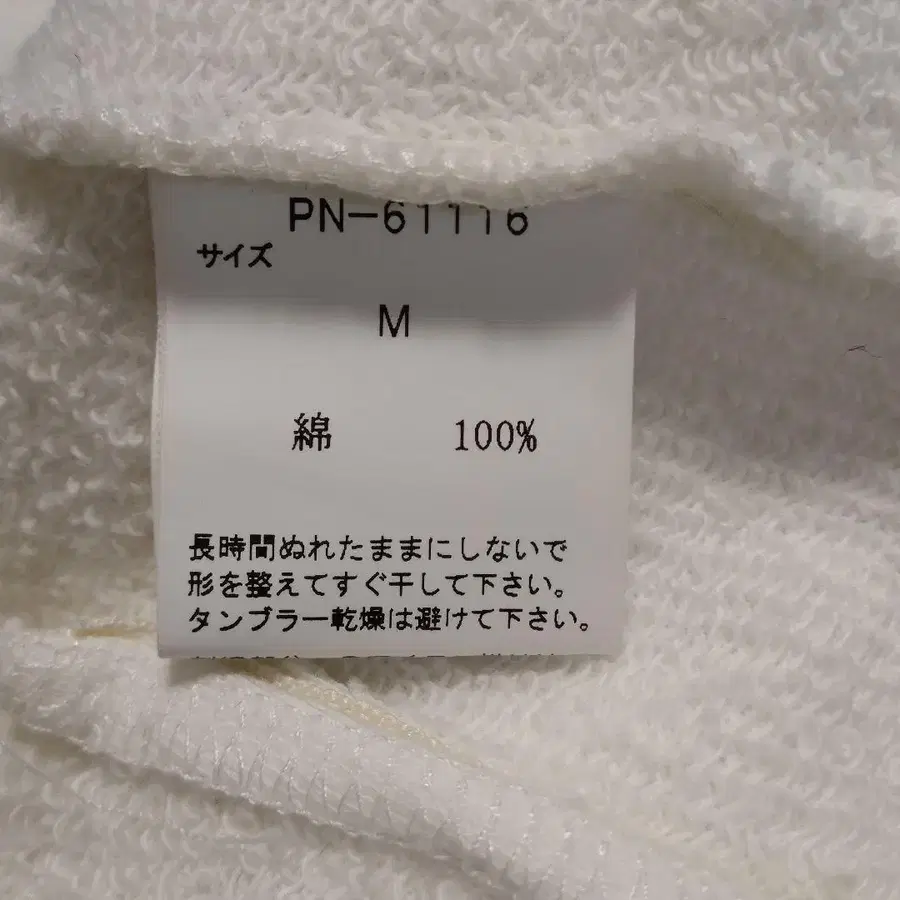 PN-61116
サイズ
M
綿 100%
長時間ぬれたままにしないで
形を整えてすぐ干して下さい。
タンブラー乾燥は避けて下さい。